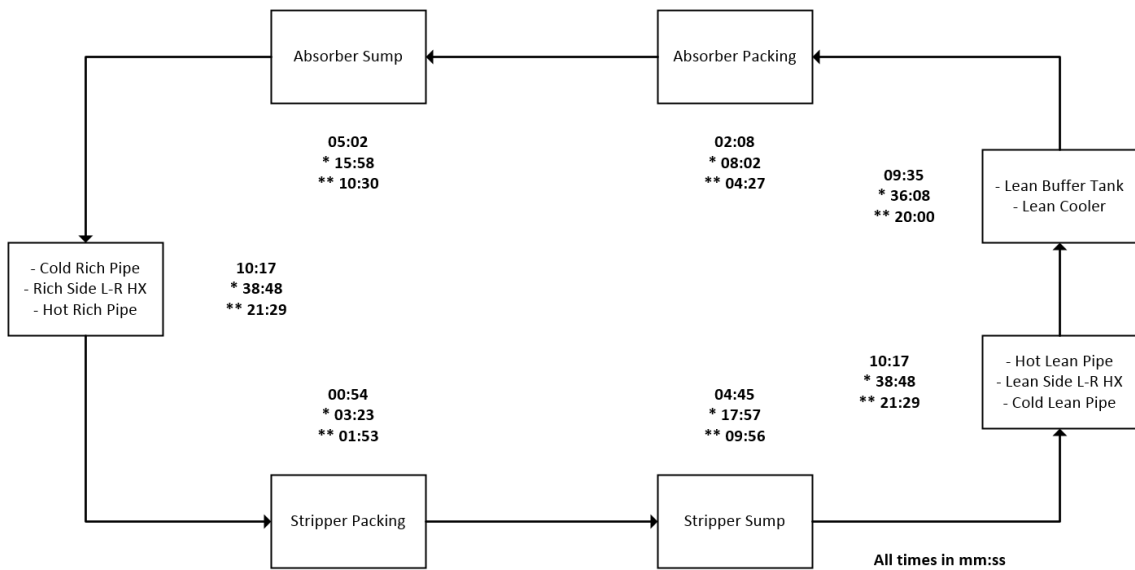 Absorber Sump
Absorber Packing
05:02
* 15:58
** 10:30
02:08
* 08:02
** 04:27
09:35
* 36:08
** 20:00
- Lean Buffer Tank
- Lean Cooler
- Cold Rich Pipe
- Rich Side L-R HX
- Hot Rich Pipe
10:17
* 38:48
** 21:29
00:54
* 03:23
** 01:53
04:45
* 17:57
** 09:56
10:17
* 38:48
** 21:29
- Hot Lean Pipe
- Lean Side L-R HX
- Cold Lean Pipe
Stripper Packing
Stripper Sump
All times in mm:ss